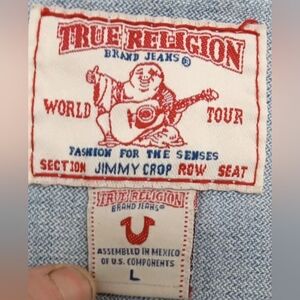 TRUE RELIGION
BRAND JEANS®
WORLD TOUR
FASHION FOR THE SENSES
SECTION JIMMY CROP ROW SEAT
TRUE RELIGION
BRAND JEANS®
ASSEMBLED IN MEXICO
OF U.S. COMPONENTS
L